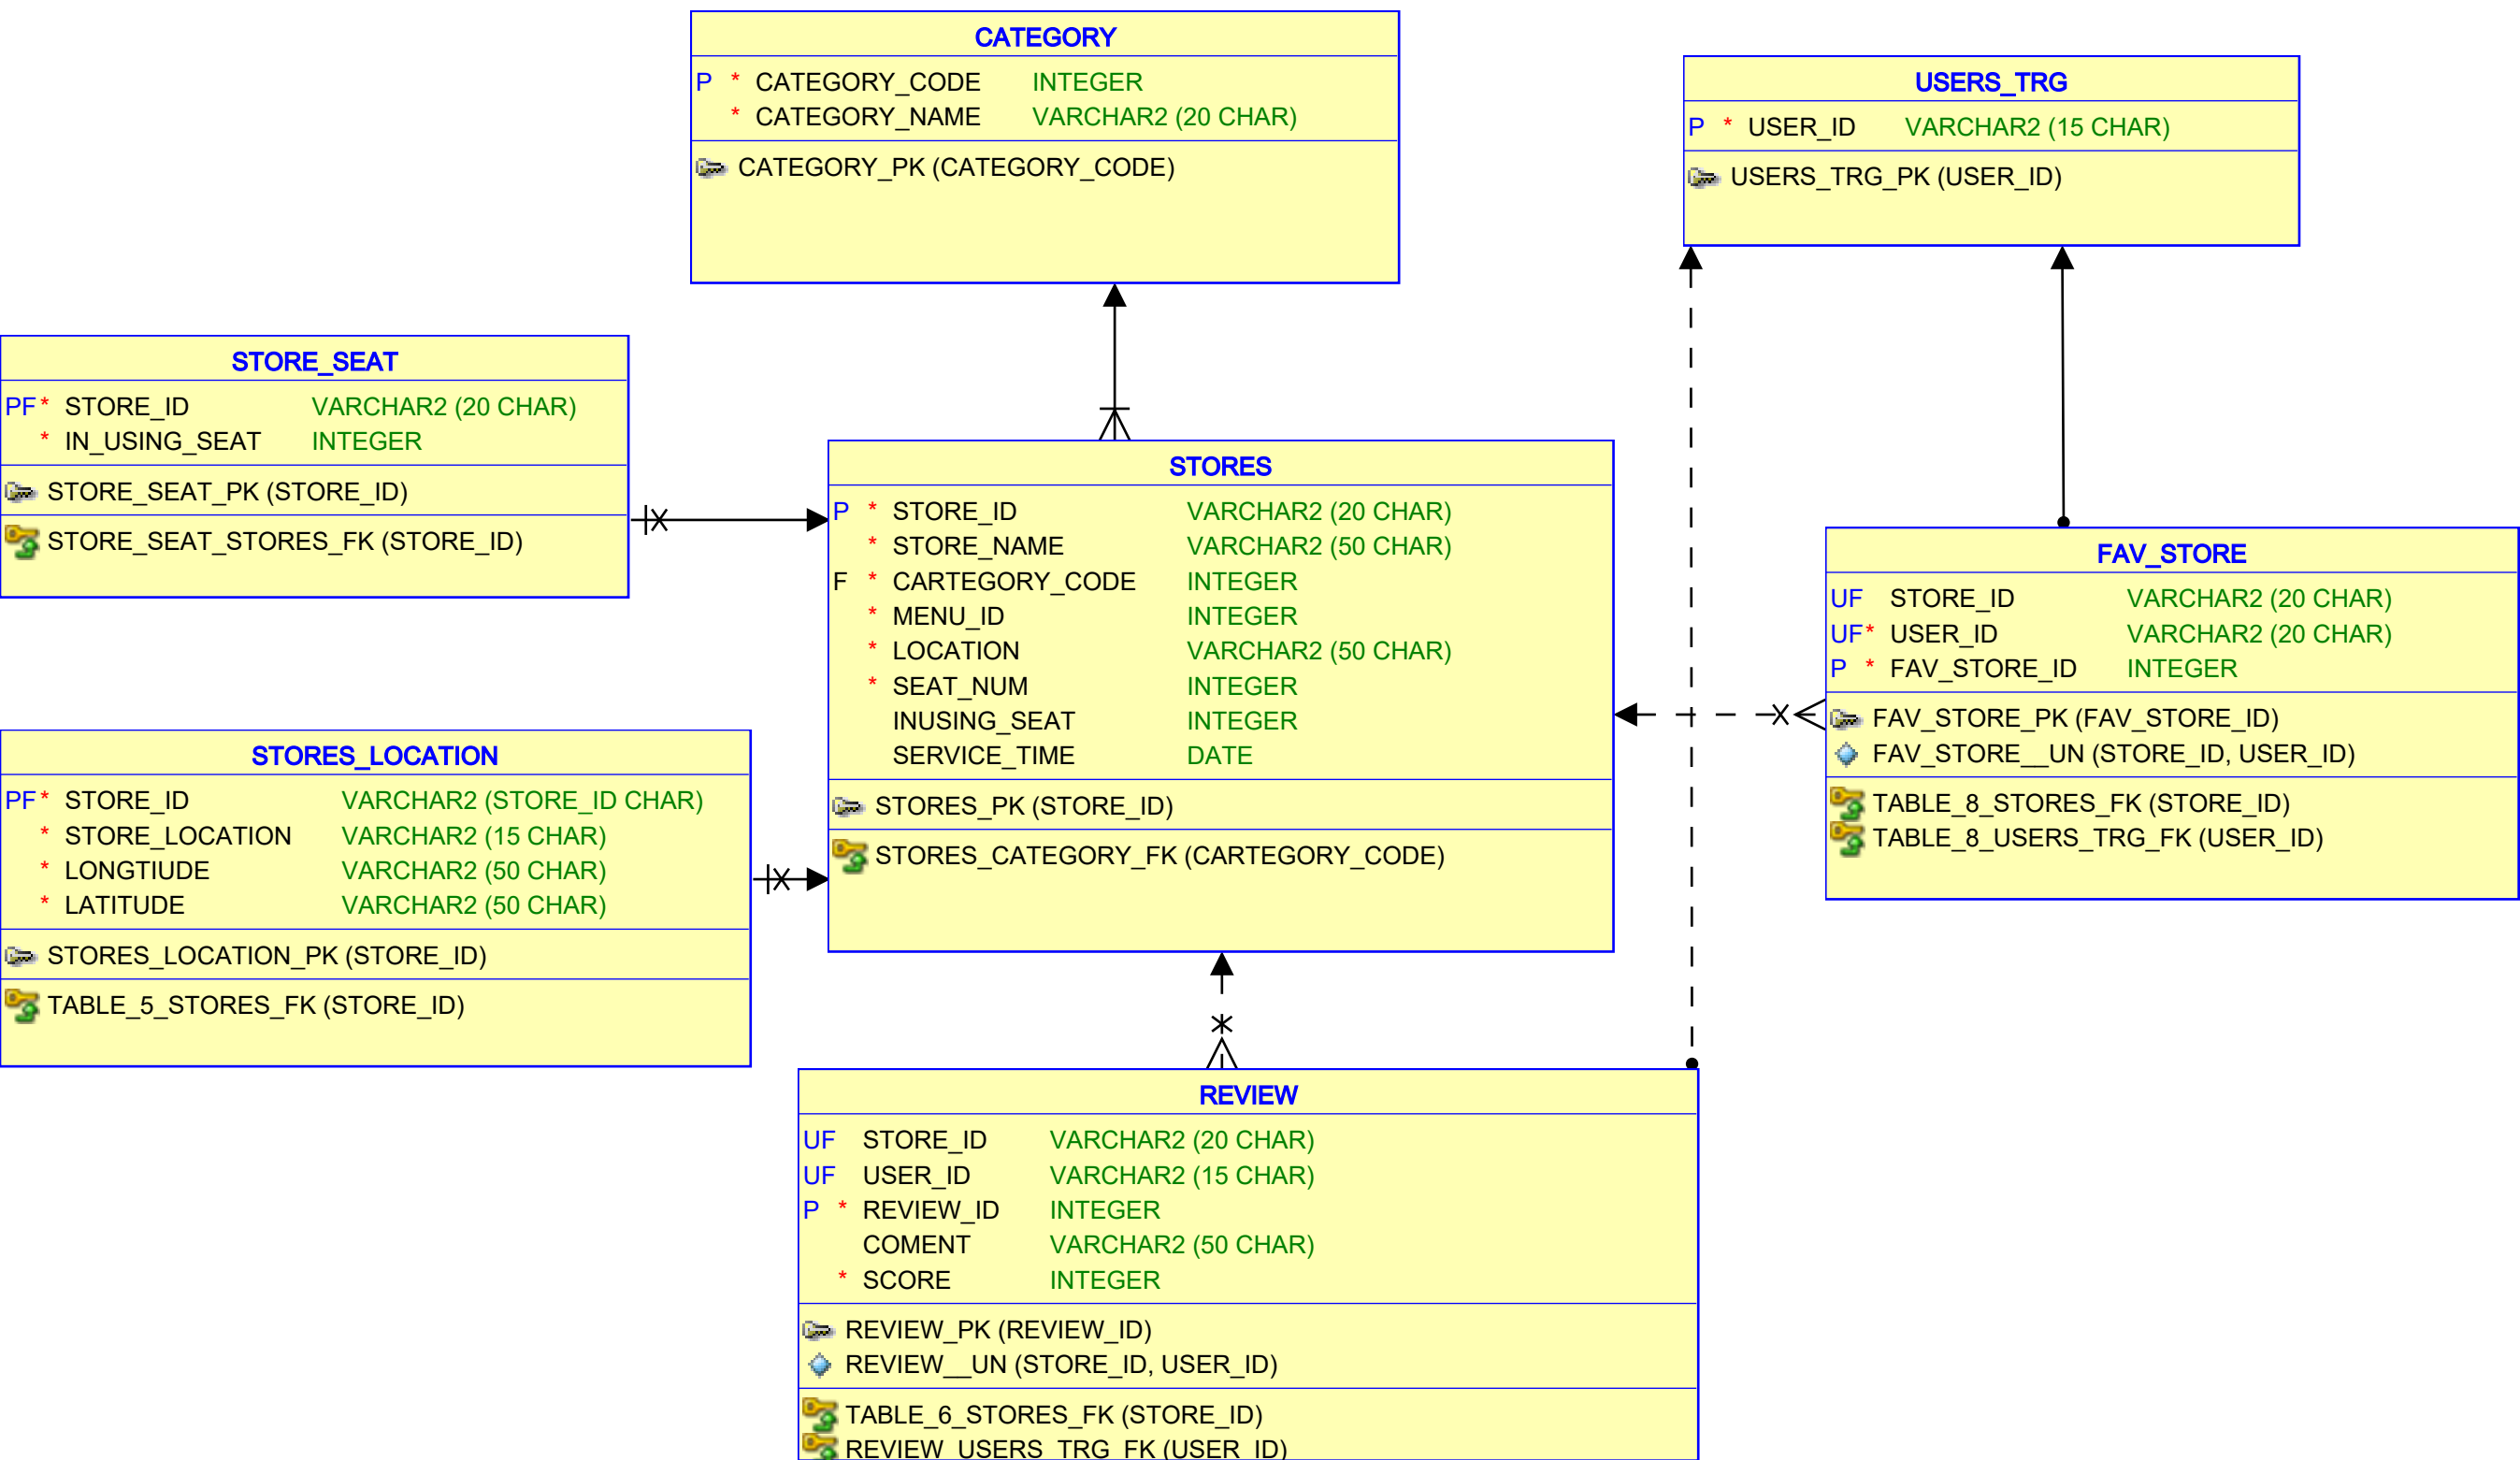 CATEGORY
P * CATEGORY_CODE INTEGER
* CATEGORY_NAME VARCHAR2 (20 CHAR)
CATEGORY_PK (CATEGORY_CODE)
USERS_TRG
P * USER_ID VARCHAR2 (15 CHAR)
USERS_TRG_PK (USER_ID)
STORE_SEAT
PF * STORE_ID VARCHAR2 (20 CHAR)
* IN_USING_SEAT INTEGER
STORE_SEAT_PK (STORE_ID)
STORE_SEAT_STORES_FK (STORE_ID)
STORES
P * STORE_ID VARCHAR2 (20 CHAR)
* STORE_NAME VARCHAR2 (50 CHAR)
F * CARTEGORY_CODE INTEGER
* MENU_ID INTEGER
* LOCATION VARCHAR2 (50 CHAR)
* SEAT_NUM INTEGER
INUSING_SEAT INTEGER
SERVICE_TIME DATE
STORES_PK (STORE_ID)
STORES_CATEGORY_FK (CARTEGORY_CODE)
FAV_STORE
UF STORE_ID VARCHAR2 (20 CHAR)
UF * USER_ID VARCHAR2 (20 CHAR)
P * FAV_STORE_ID INTEGER
FAV_STORE_PK (FAV_STORE_ID)
FAV_STORE__UN (STORE_ID, USER_ID)
TABLE_8_STORES_FK (STORE_ID)
TABLE_8_USERS_TRG_FK (USER_ID)
STORES_LOCATION
PF * STORE_ID VARCHAR2 (STORE_ID CHAR)
* STORE_LOCATION VARCHAR2 (15 CHAR)
* LONGTIUDE VARCHAR2 (50 CHAR)
* LATITUDE VARCHAR2 (50 CHAR)
STORES_LOCATION_PK (STORE_ID)
TABLE_5_STORES_FK (STORE_ID)
REVIEW
UF STORE_ID VARCHAR2 (20 CHAR)
UF USER_ID VARCHAR2 (15 CHAR)
P * REVIEW_ID INTEGER
COMENT VARCHAR2 (50 CHAR)
* SCORE INTEGER
REVIEW_PK (REVIEW_ID)
REVIEW__UN (STORE_ID, USER_ID)
TABLE_6_STORES_FK (STORE_ID)
REVIEW_USERS_TRG_FK (USER_ID)